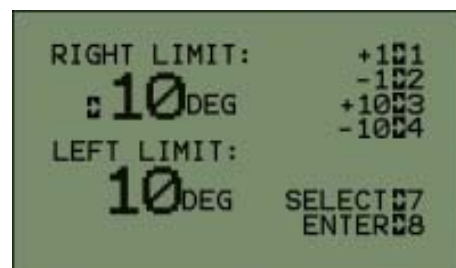 RIGHT LIMIT:
10DEG
LEFT LIMIT:
10DEG
+1 1
-1 2
+10 3
-10 4
SELECT 7
ENTER 8